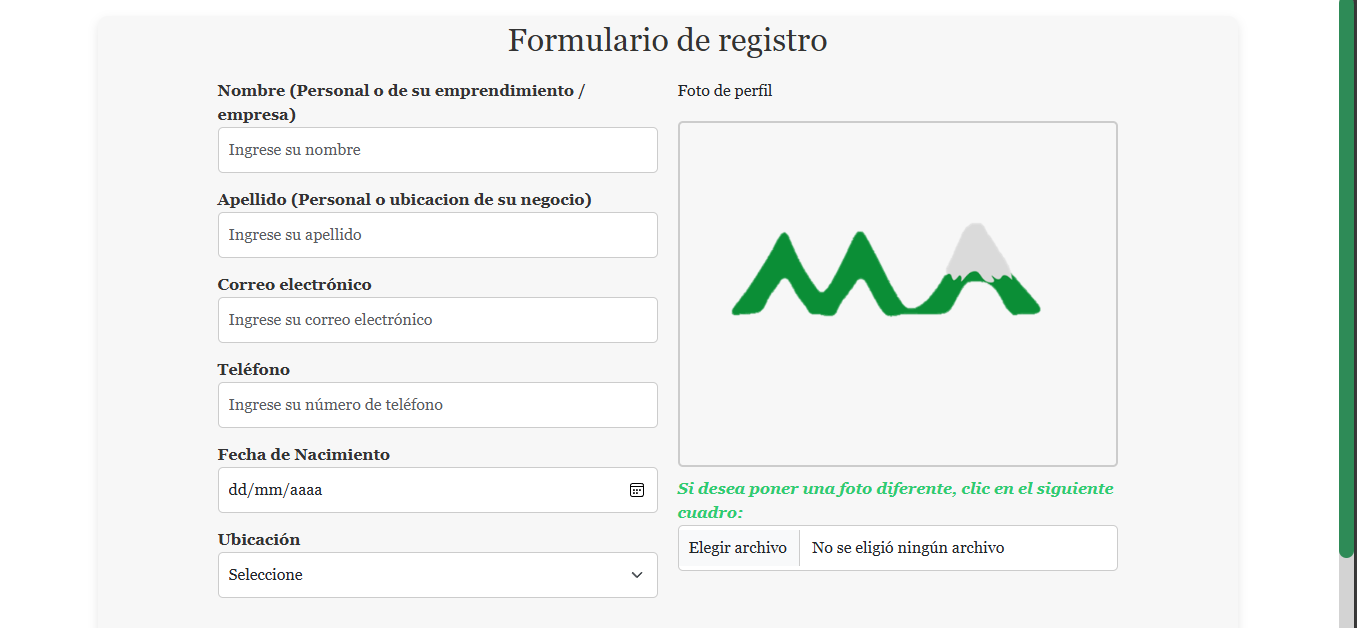 Formulario de registro
Nombre (Personal o de su emprendimiento /
empresa)
Ingrese su nombre
Apellido (Personal o ubicacion de su negocio)
Ingrese su apellido
Correo electrónico
Ingrese su correo electrónico
Teléfono
Ingrese su número de teléfono
Fecha de Nacimiento
dd/mm/aaaa
Ubicación
Seleccione
Foto de perfil
Si desea poner una foto diferente, clic en el siguiente
cuadro:
Elegir archivo No se eligió ningún archivo